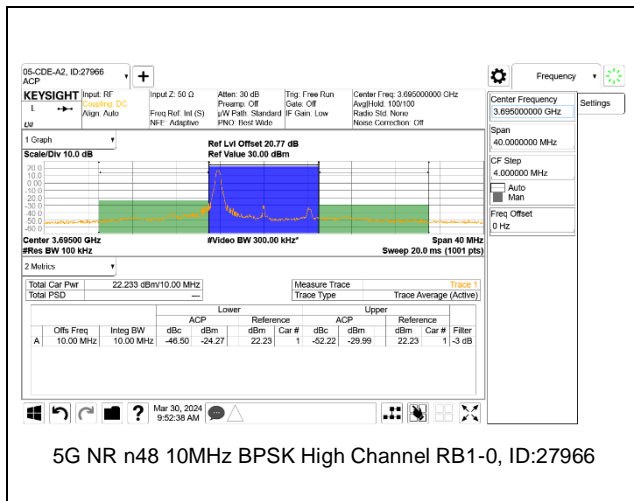 05-CDE-A2, ID:27966
ACP
Frequency
KEYSIGHT
Input: RF
Coupling: DC
Align: Auto
Input Z: 50 Ω
Freq Ref: Int (S)
NFE: Adaptive
Atten: 30 dB
Preamp: Off
µW Path: Standard
PNO: Best Wide
Trig: Free Run
Gate: Off
IF Gain: Low
Center Freq: 3.695000000 GHz
Avg|Hold: 100/100
Radio Std: None
Noise Correction: Off
Center Frequency
3.695000000 GHz
Settings
Span
40.0000000 MHz
CF Step
4.000000 MHz
Auto
Man
Freq Offset
0 Hz
1 Graph
Scale/Div 10.0 dB
Ref Lvl Offset 20.77 dB
Ref Value 30.00 dBm
20.0
10.0
0.00
-10.0
-20.0
-30.0
-40.0
-50.0
-60.0
Center 3.69500 GHz
#Video BW 300.00 kHz*
Span 40 MHz
#Res BW 100 kHz
Sweep 20.0 ms (1001 pts)
2 Metrics
Total Car Pwr 22.233 dBm/10.00 MHz
Total PSD ---
Measure Trace Trace 1
Trace Type Trace Average (Active)
Lower Upper
ACP Reference ACP Reference
Offs Freq Integ BW dBc dBm dBm Car # dBc dBm dBm Car # Filter
A 10.00 MHz 10.00 MHz -46.50 -24.27 22.23 1 -52.22 -29.99 22.23 1 -3 dB
Mar 30, 2024
9:52:38 AM
5G NR n48 10MHz BPSK High Channel RB1-0, ID:27966